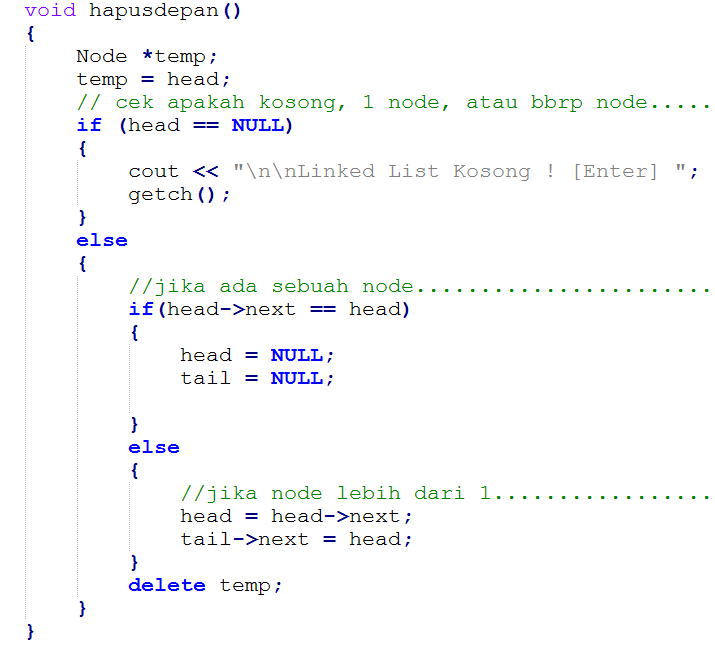 void hapusdepan()
{
Node *temp;
temp = head;
// cek apakah kosong, 1 node, atau bbrp node.....
if (head == NULL)
{
cout << "\n\nLinked List Kosong ! [Enter] ";
getch();
}
else
{
//jika ada sebuah node.......................
if(head->next == head)
{
head = NULL;
tail = NULL;
}
else
{
//jika node lebih dari 1.................
head = head->next;
tail->next = head;
}
delete temp;
}
}